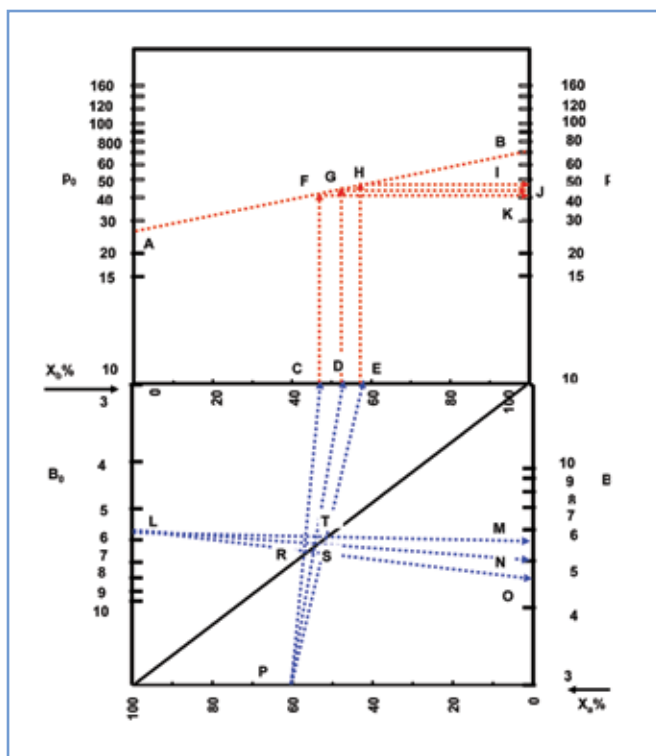 160 160
120 120
100 100
800 80
B
60 60
p₀ G H I P
F
50 50
40 J 40
30 K 30
A
20 20
15 15
X₀% 10 C D E 10
3 0 20 40 60 80 100
4 10
9
B₀ 8 B
5 L T M 7
6 6
7 R S N
8 5
9 O
10 4
P 3
100 80 60 40 20 0
Xₐ%